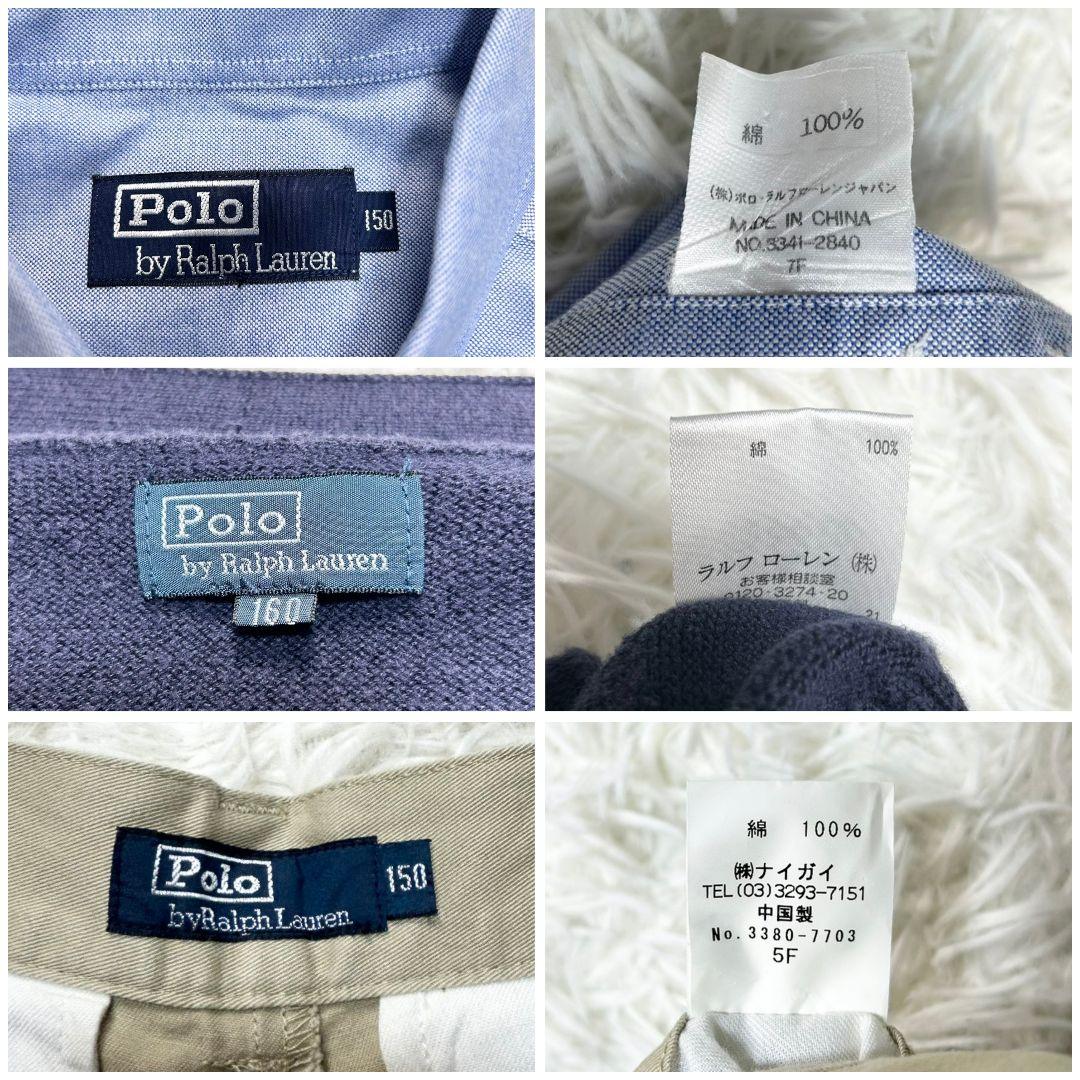 Polo
by Ralph Lauren
150
綿 100%
(株)ポロ・ラルフローレンジャパン
MADE IN CHINA
NO.3341-2840
7F
Polo
by Ralph Lauren
160
綿 100%
ラルフ ローレン (株)
お客様相談室
0120・3274・20
21
Polo
by Ralph Lauren
150
綿 100%
㈱ナイガイ
TEL(03)3293-7151
中国製
No.3380-7703
5F